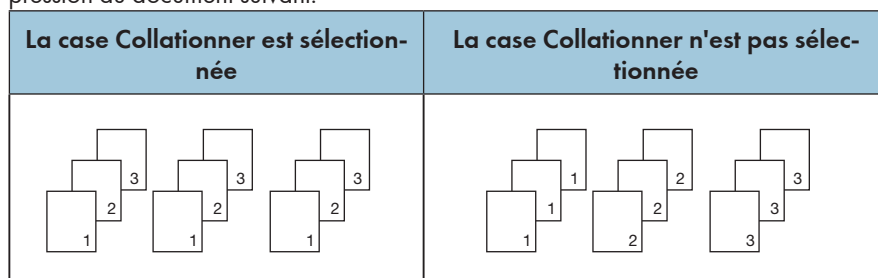 pression du document suivant.
La case Collationner est sélection-
née
La case Collationner n'est pas sélec-
tionnée
3 3 3 1 2 3
2 2 2 1 2 3
1 1 1 1 2 3